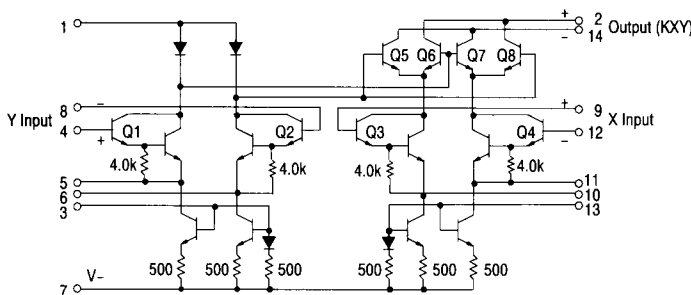 1
+ 2
14 Output (KXY)
−
Q5 Q6 Q7 Q8
8 −
+ 9
Y Input
X Input
4
12
Q1 Q2 Q3 Q4
+
−
4.0k 4.0k 4.0k 4.0k
5
11
6
10
3
13
500 500 500 500 500 500
7 V−